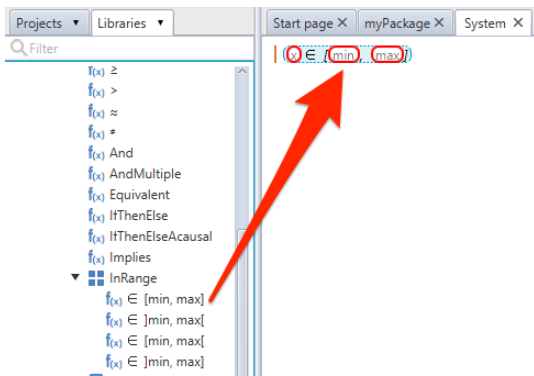 Projects ▼ Libraries ▼
Filter
f(x) ≥
f(x) >
f(x) ≈
f(x) ≠
f(x) And
f(x) AndMultiple
f(x) Equivalent
f(x) IfThenElse
f(x) IfThenElseAcausal
f(x) Implies
▼ InRange
f(x) ∈ [min, max]
f(x) ∈ ]min, max[
f(x) ∈ [min, max[
f(x) ∈ ]min, max]
Start page × myPackage × System ×
(x ∈ [min, max])